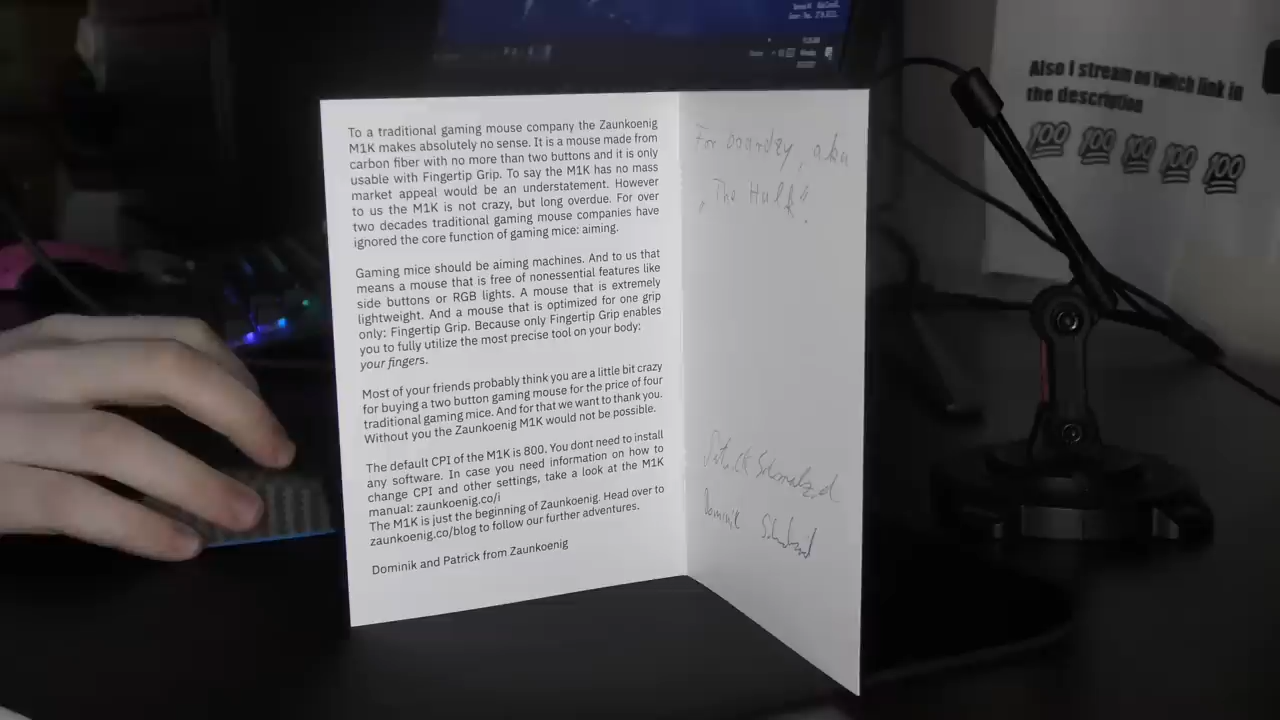 To a traditional gaming mouse company the Zaunkoenig
M1K makes absolutely no sense. It is a mouse made from
carbon fiber with no more than two buttons and it is only
usable with Fingertip Grip. To say the M1K has no mass
market appeal would be an understatement. However
to us the M1K is not crazy, but long overdue. For over
two decades traditional gaming mouse companies have
ignored the core function of gaming mice: aiming.
Gaming mice should be aiming machines. And to us that
means a mouse that is free of nonessential features like
side buttons or RGB lights. A mouse that is extremely
lightweight. And a mouse that is optimized for one grip
only: Fingertip Grip. Because only Fingertip Grip enables
you to fully utilize the most precise tool on your body:
your fingers.
Most of your friends probably think you are a little bit crazy
for buying a two button gaming mouse for the price of four
traditional gaming mice. And for that we want to thank you.
Without you the Zaunkoenig M1K would not be possible.
The default CPI of the M1K is 800. You dont need to install
any software. In case you need information on how to
change CPI and other settings, take a look at the M1K
manual: zaunkoenig.co/i
The M1K is just the beginning of Zaunkoenig. Head over to
zaunkoenig.co/blog to follow our further adventures.
Dominik and Patrick from Zaunkoenig
For boardzy, aka
„The Hulk“
Patrick
Dominik
Also I stream on twitch link in
the description
100 100 100 100 100